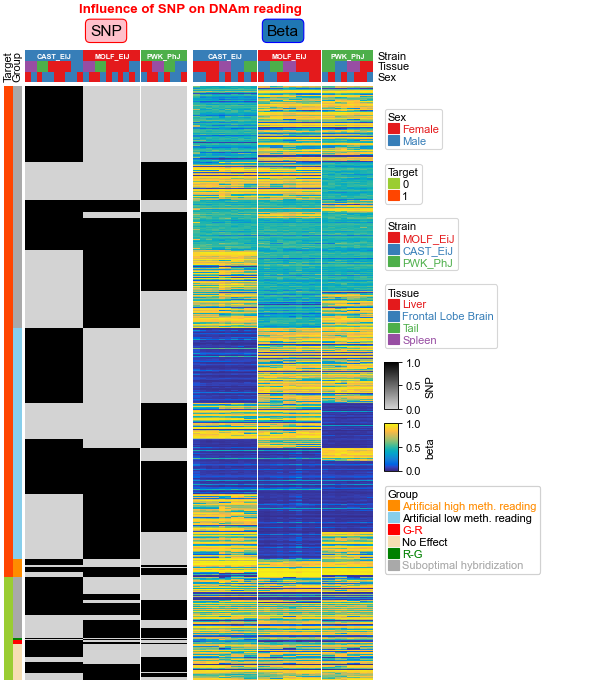 Influence of SNP on DNAm reading
SNP
Beta
Target
Group
CAST_EiJ
MOLF_EiJ
PWK_PhJ
CAST_EiJ
MOLF_EiJ
PWK_PhJ
Strain
Tissue
Sex
Sex
Female
Male
Target
0
1
Strain
MOLF_EiJ
CAST_EiJ
PWK_PhJ
Tissue
Liver
Frontal Lobe Brain
Tail
Spleen
1.0
0.5
0.0
SNP
1.0
0.5
0.0
beta
Group
Artificial high meth. reading
Artificial low meth. reading
G-R
No Effect
R-G
Suboptimal hybridization